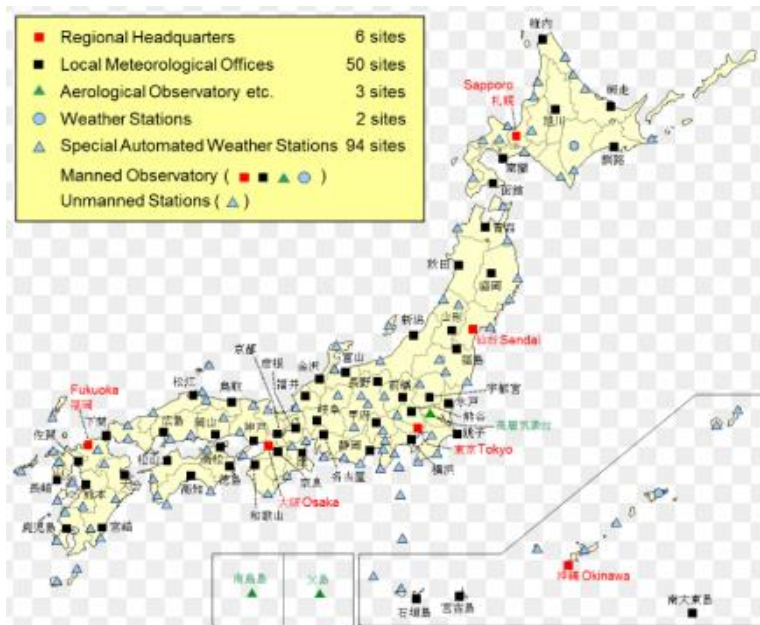 Regional Headquarters 6 sites
Local Meteorological Offices 50 sites
Aerological Observatory etc. 3 sites
Weather Stations 2 sites
Special Automated Weather Stations 94 sites
Manned Observatory ( )
Unmanned Stations ( )
稚内
Sapporo
札幌
旭川
網走
室蘭
釧路
函館
青森
秋田
盛岡
新潟
山形
仙台 Sendai
福島
京都
彦根
金沢
富山
福井
長野
前橋
宇都宮
水戸
熊谷
高層気象台
銚子
東京 Tokyo
横浜
甲府
岐阜
静岡
名古屋
Fukuoka
福岡
下関
松江
鳥取
広島
岡山
神戸
佐賀
松山
高松
徳島
高知
奈良
大阪 Osaka
和歌山
長崎
熊本
鹿児島
宮崎
南鳥島
父島
石垣島
宮古島
沖縄 Okinawa
南大東島